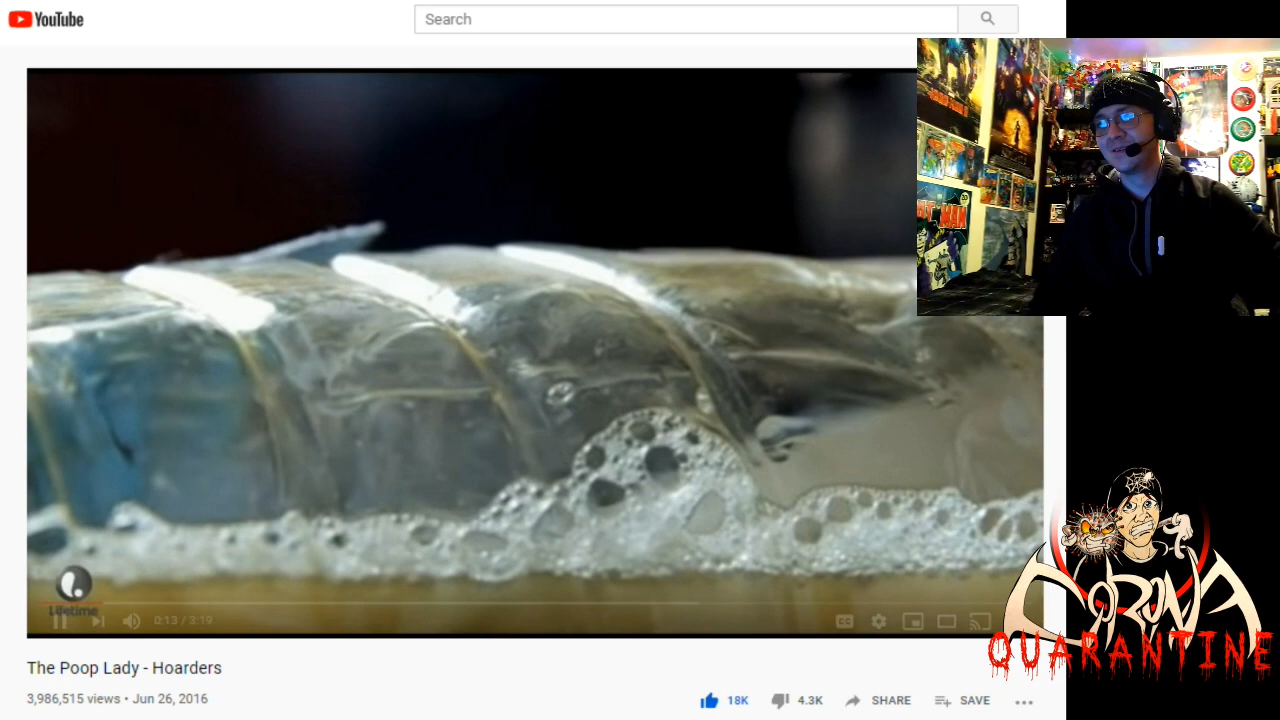 YouTube
Search
Lifetime
0:13 / 3:19
CC
The Poop Lady - Hoarders
3,986,515 views • Jun 26, 2016
18K
4.3K
SHARE
SAVE
CORONA
QUARANTINE